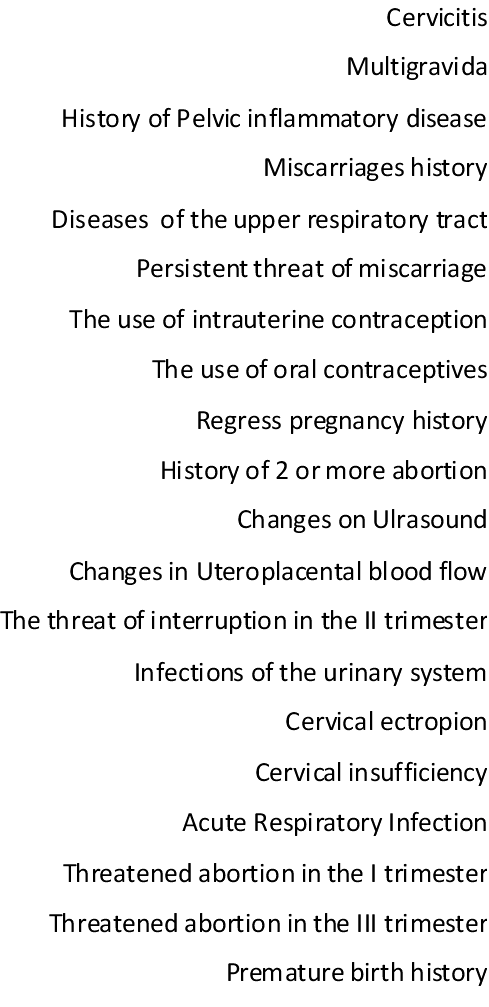 Cervicitis
Multigravida
History of Pelvic inflammatory disease
Miscarriages history
Diseases of the upper respiratory tract
Persistent threat of miscarriage
The use of intrauterine contraception
The use of oral contraceptives
Regress pregnancy history
History of 2 or more abortion
Changes on Ulrasound
Changes in Uteroplacental blood flow
The threat of interruption in the II trimester
Infections of the urinary system
Cervical ectropion
Cervical insufficiency
Acute Respiratory Infection
Threatened abortion in the I trimester
Threatened abortion in the III trimester
Premature birth history